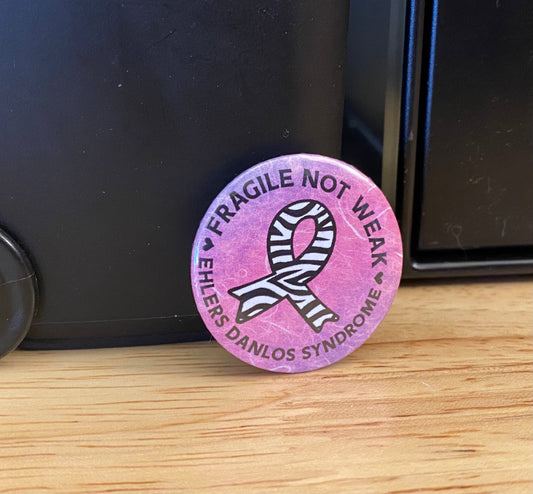 FRAGILE NOT WEAK
EHLERS DANLOS SYNDROME